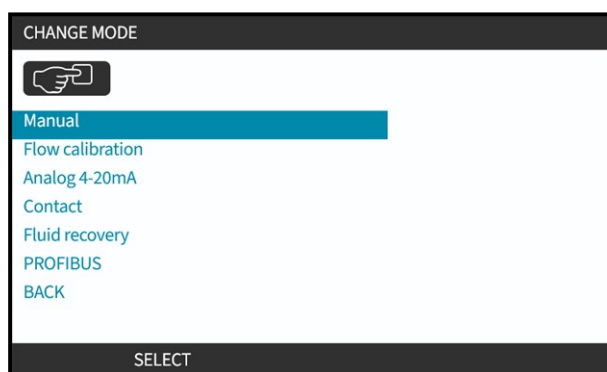 CHANGE MODE
Manual
Flow calibration
Analog 4-20mA
Contact
Fluid recovery
PROFIBUS
BACK
SELECT